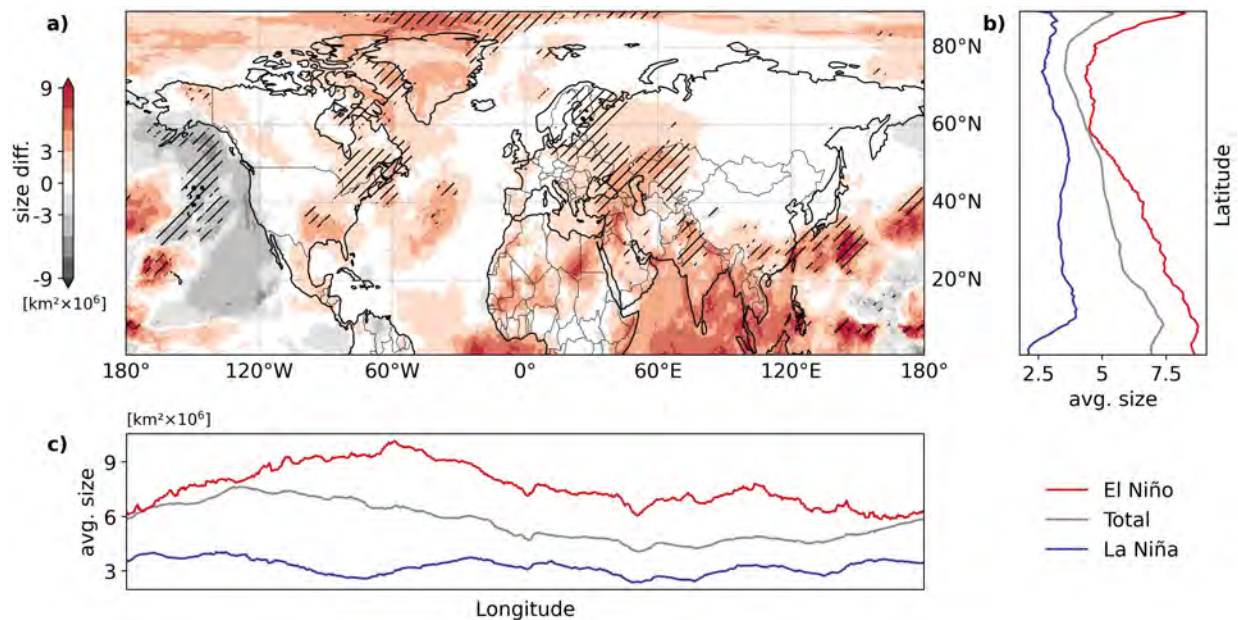 a)
9
3
0
-3
-9
size diff.
[km²×10⁶]
80°N
60°N
40°N
20°N
180°
120°W
60°W
0°
60°E
120°E
180°
b)
Latitude
2.5
5
7.5
avg. size
[km²×10⁶]
c)
9
6
3
avg. size
Longitude
El Niño
Total
La Niña